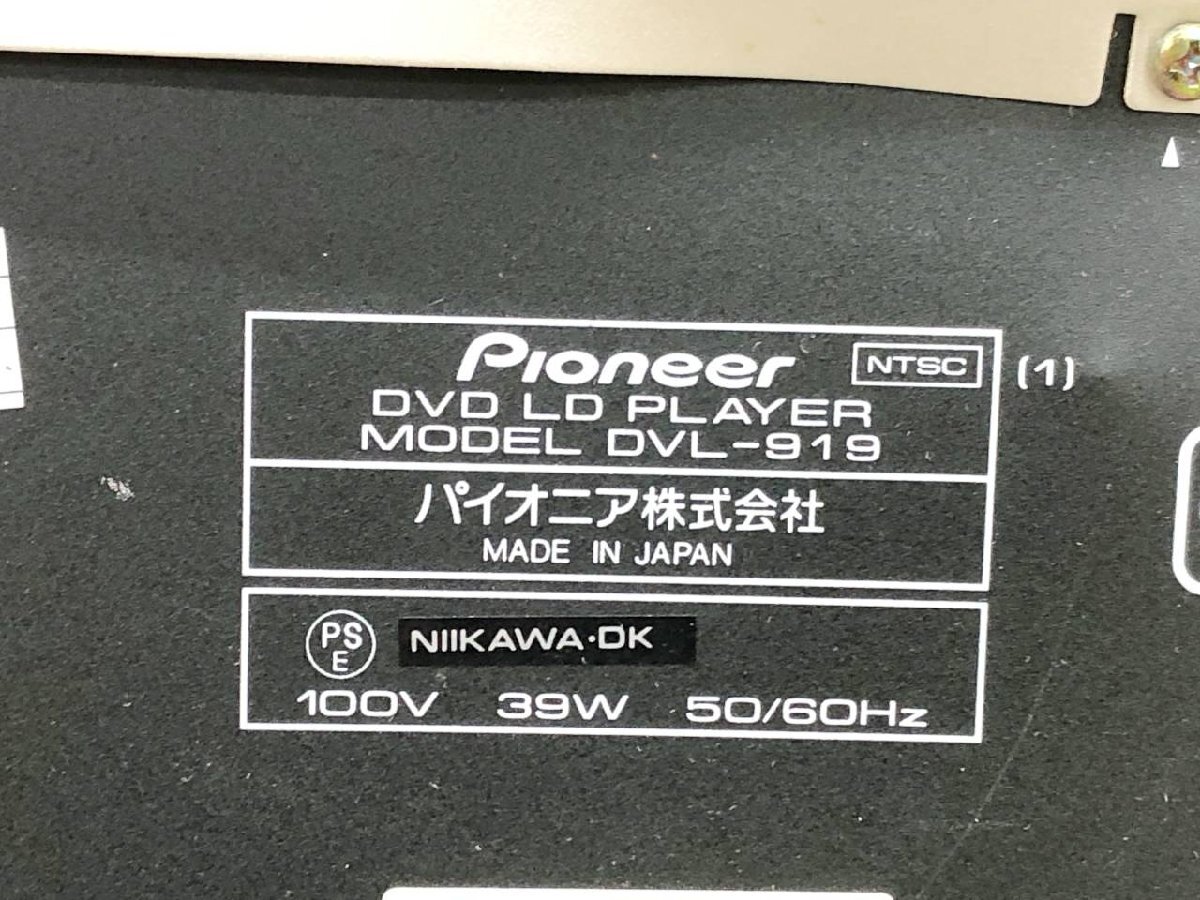 Pioneer NTSC (1)
DVD LD PLAYER
MODEL DVL-919
パイオニア株式会社
MADE IN JAPAN
PS
E
NIIKAWA·DK
100V 39W 50/60Hz